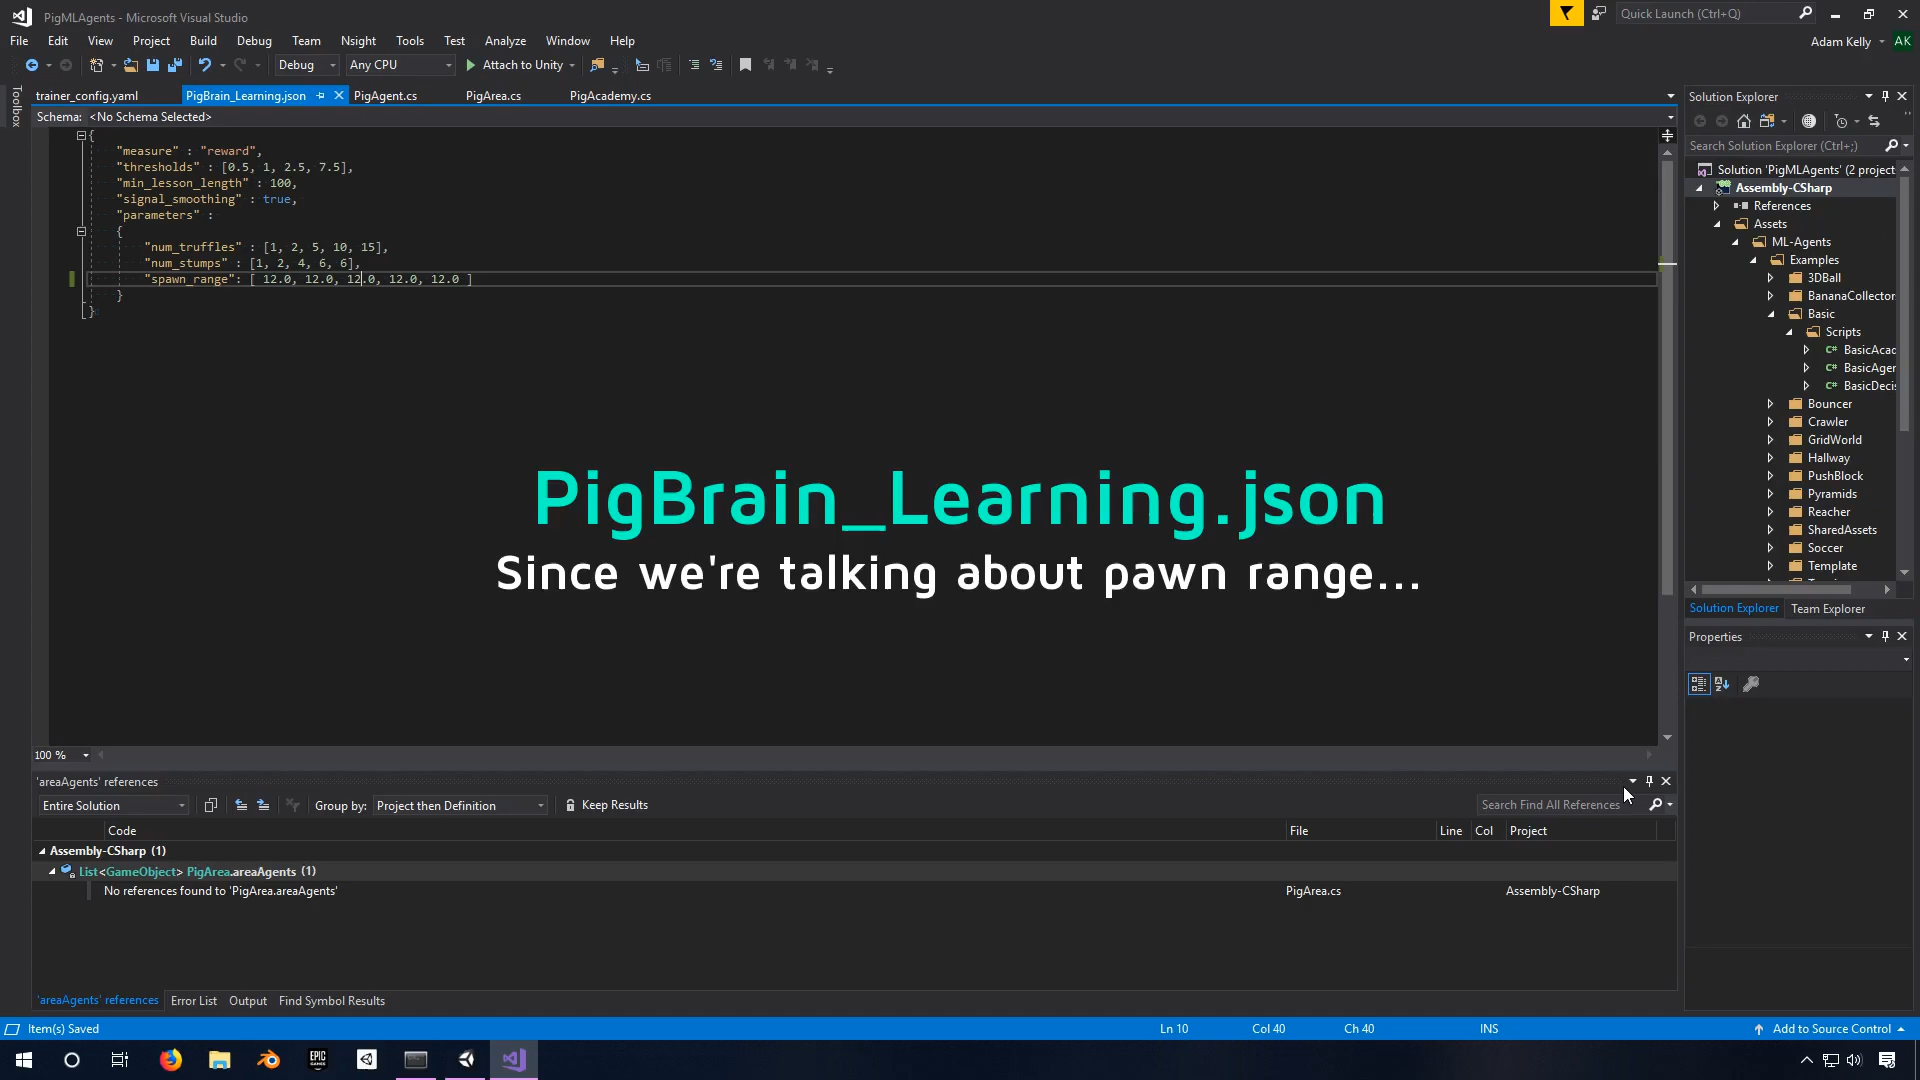 PigMLAgents - Microsoft Visual Studio
Quick Launch (Ctrl+Q)
File Edit View Project Build Debug Team Nsight Tools Test Analyze Window Help
Adam Kelly AK
Debug Any CPU Attach to Unity
Toolbox
trainer_config.yaml PigBrain_Learning.json PigAgent.cs PigArea.cs PigAcademy.cs
Schema: <No Schema Selected>
{
"measure" : "reward",
"thresholds" : [0.5, 1, 2.5, 7.5],
"min_lesson_length" : 100,
"signal_smoothing" : true,
"parameters" :
{
"num_truffles" : [1, 2, 5, 10, 15],
"num_stumps" : [1, 2, 4, 6, 6],
"spawn_range": [ 12.0, 12.0, 12.0, 12.0, 12.0 ]
}
}
PigBrain_Learning.json
Since we're talking about pawn range...
100 %
Solution Explorer
Search Solution Explorer (Ctrl+;)
Solution 'PigMLAgents' (2 project
Assembly-CSharp
References
Assets
ML-Agents
Examples
3DBall
BananaCollector
Basic
Scripts
C# BasicAcad
C# BasicAgen
C# BasicDecis
Bouncer
Crawler
GridWorld
Hallway
PushBlock
Pyramids
Reacher
SharedAssets
Soccer
Template
Solution Explorer Team Explorer
Properties
'areaAgents' references
Entire Solution Group by: Project then Definition Keep Results Search Find All References
Code File Line Col Project
Assembly-CSharp (1)
List<GameObject> PigArea.areaAgents (1)
No references found to 'PigArea.areaAgents' PigArea.cs Assembly-CSharp
'areaAgents' references Error List Output Find Symbol Results
Item(s) Saved Ln 10 Col 40 Ch 40 INS Add to Source Control
EPIC GAMES